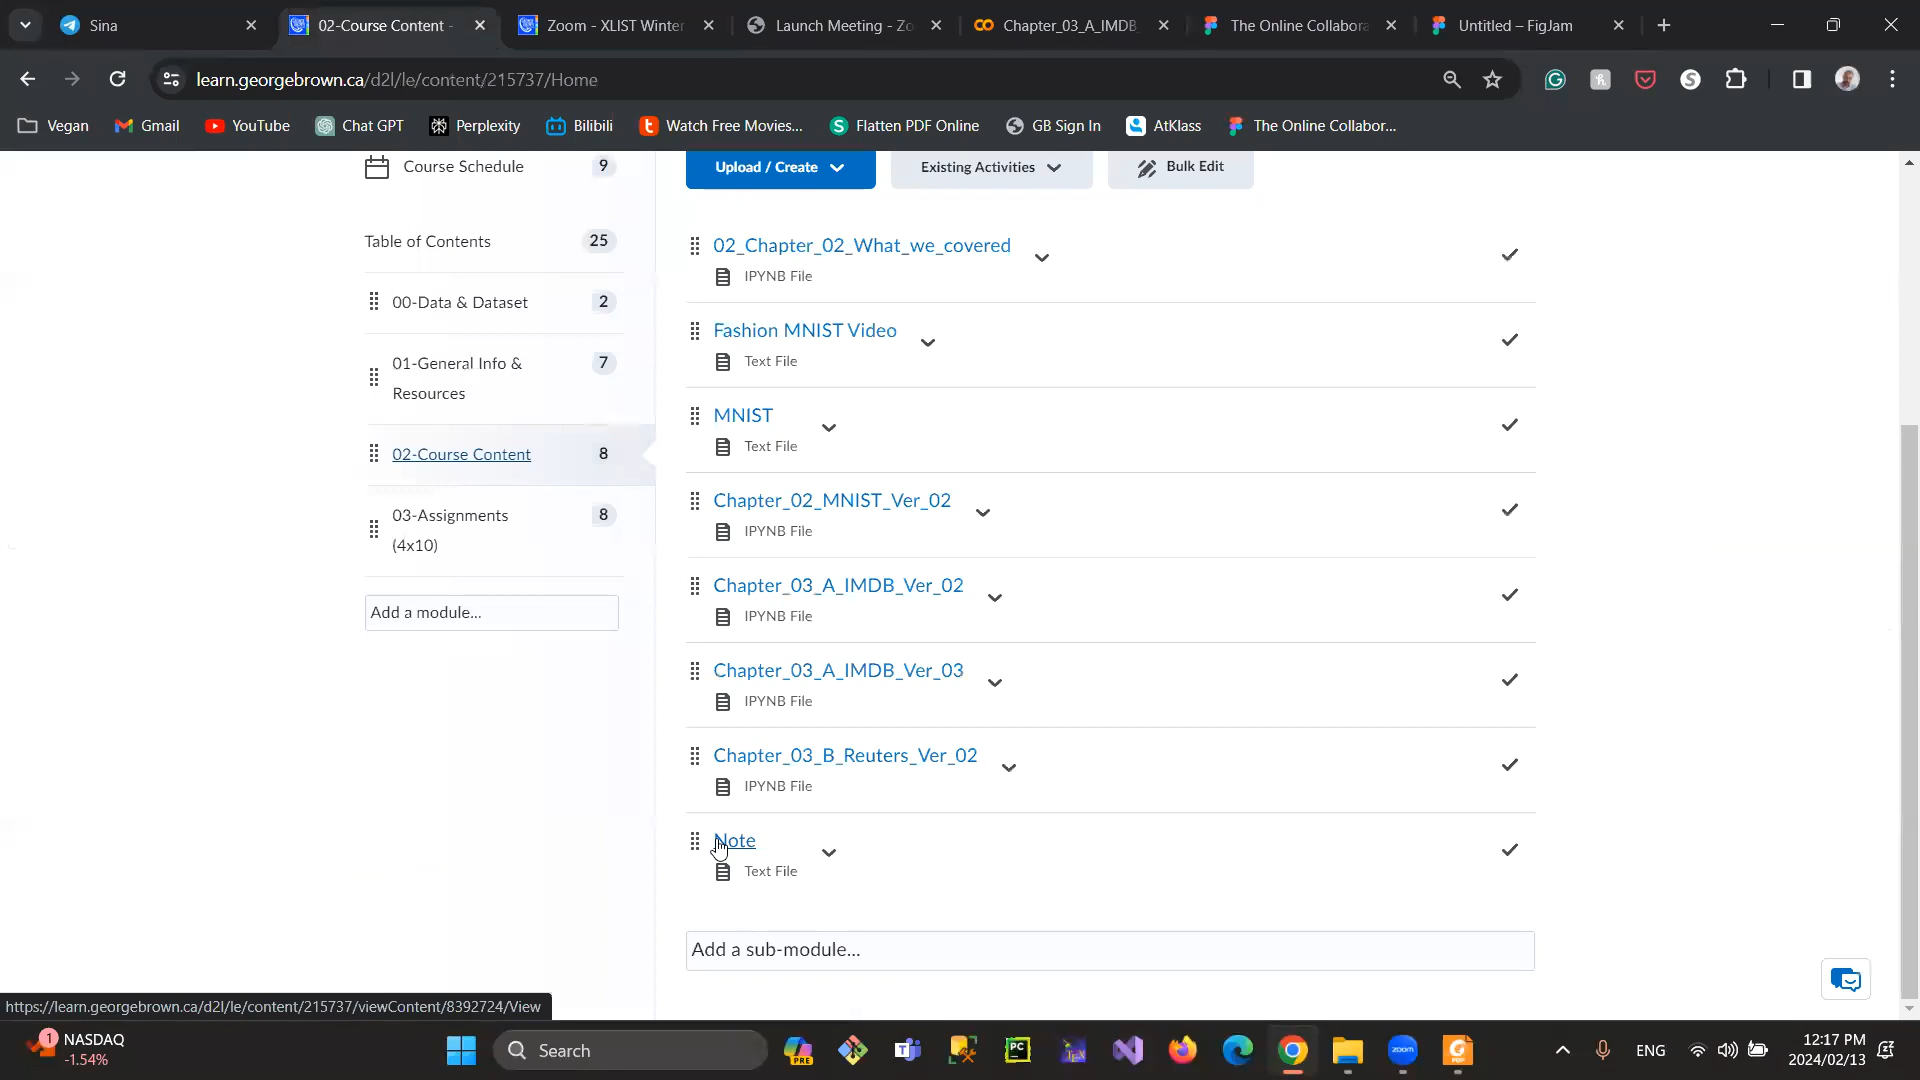 Sina
02-Course Content -
Zoom - XLIST Winter
Launch Meeting - Zo
Chapter_03_A_IMDB_
The Online Collabora
Untitled – FigJam
learn.georgebrown.ca/d2l/le/content/215737/Home
Vegan
Gmail
YouTube
Chat GPT
Perplexity
Bilibili
Watch Free Movies...
Flatten PDF Online
GB Sign In
AtKlass
The Online Collabor...
Course Schedule
9
Table of Contents
25
00-Data & Dataset
2
01-General Info &
Resources
7
02-Course Content
8
03-Assignments
(4x10)
8
Add a module...
Upload / Create
Existing Activities
Bulk Edit
02_Chapter_02_What_we_covered
IPYNB File
Fashion MNIST Video
Text File
MNIST
Text File
Chapter_02_MNIST_Ver_02
IPYNB File
Chapter_03_A_IMDB_Ver_02
IPYNB File
Chapter_03_A_IMDB_Ver_03
IPYNB File
Chapter_03_B_Reuters_Ver_02
IPYNB File
Note
Text File
Add a sub-module...
https://learn.georgebrown.ca/d2l/le/content/215737/viewContent/8392724/View
1
NASDAQ
-1.54%
Search
PRE
PC
zoom
ENG
12:17 PM
2024/02/13